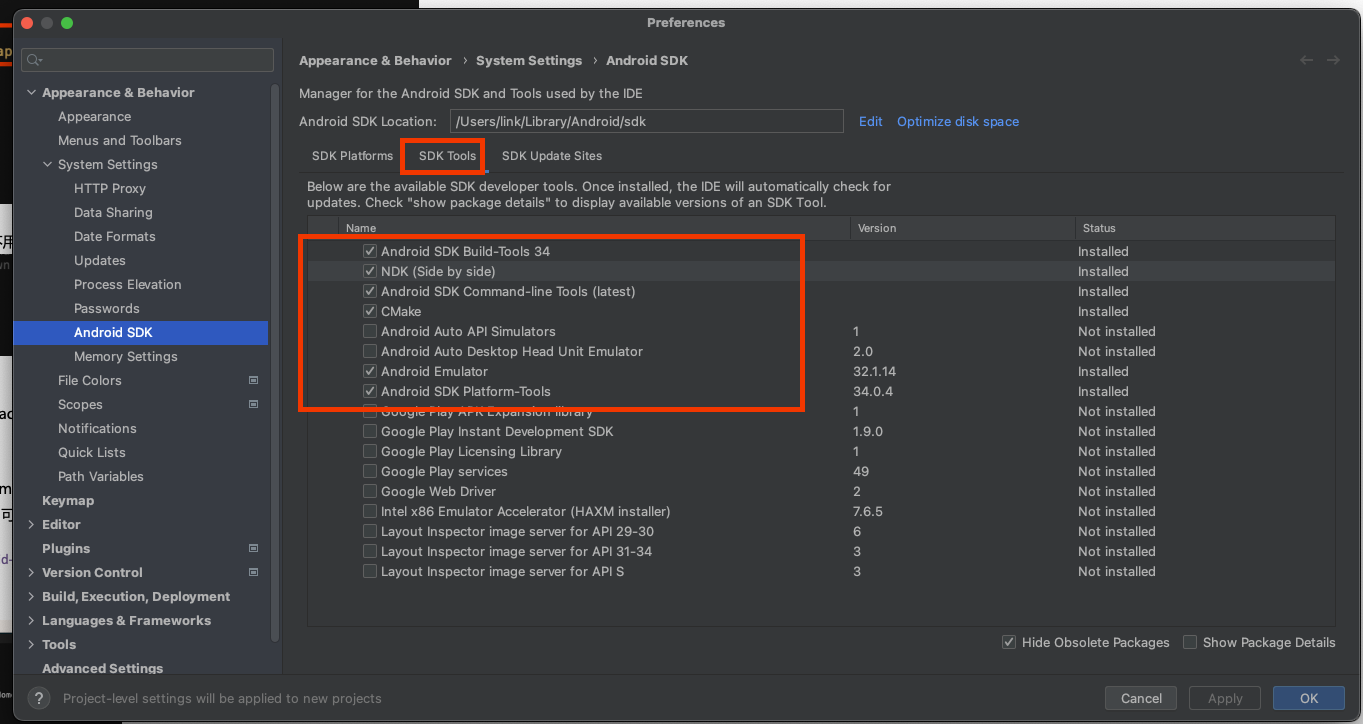 Preferences
Appearance & Behavior
Appearance
Menus and Toolbars
System Settings
HTTP Proxy
Data Sharing
Date Formats
Updates
Process Elevation
Passwords
Android SDK
Memory Settings
File Colors
Scopes
Notifications
Quick Lists
Path Variables
Keymap
Editor
Plugins
Version Control
Build, Execution, Deployment
Languages & Frameworks
Tools
Advanced Settings
Appearance & Behavior › System Settings › Android SDK
Manager for the Android SDK and Tools used by the IDE
Android SDK Location: /Users/link/Library/Android/sdk Edit Optimize disk space
SDK Platforms SDK Tools SDK Update Sites
Below are the available SDK developer tools. Once installed, the IDE will automatically check for
updates. Check "show package details" to display available versions of an SDK Tool.
Name Version Status
Android SDK Build-Tools 34 Installed
NDK (Side by side) Installed
Android SDK Command-line Tools (latest) Installed
CMake Installed
Android Auto API Simulators 1 Not installed
Android Auto Desktop Head Unit Emulator 2.0 Not installed
Android Emulator 32.1.14 Installed
Android SDK Platform-Tools 34.0.4 Installed
Google Play APK Expansion library 1 Not installed
Google Play Instant Development SDK 1.9.0 Not installed
Google Play Licensing Library 1 Not installed
Google Play services 49 Not installed
Google Web Driver 2 Not installed
Intel x86 Emulator Accelerator (HAXM installer) 7.6.5 Not installed
Layout Inspector image server for API 29-30 6 Not installed
Layout Inspector image server for API 31-34 3 Not installed
Layout Inspector image server for API S 3 Not installed
Hide Obsolete Packages Show Package Details
? Project-level settings will be applied to new projects
Cancel Apply OK